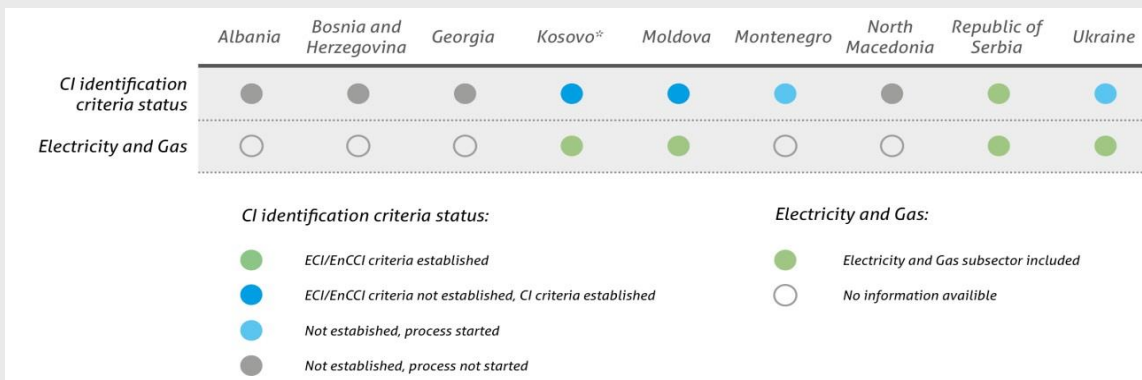 Albania
Bosnia and
Herzegovina
Georgia
Kosovo*
Moldova
Montenegro
North
Macedonia
Republic of
Serbia
Ukraine
CI identification
criteria status
Electricity and Gas
CI identification criteria status:
ECI/EnCCI criteria established
ECI/EnCCI criteria not established, CI criteria established
Not estabished, process started
Not established, process not started
Electricity and Gas:
Electricity and Gas subsector included
No information availible